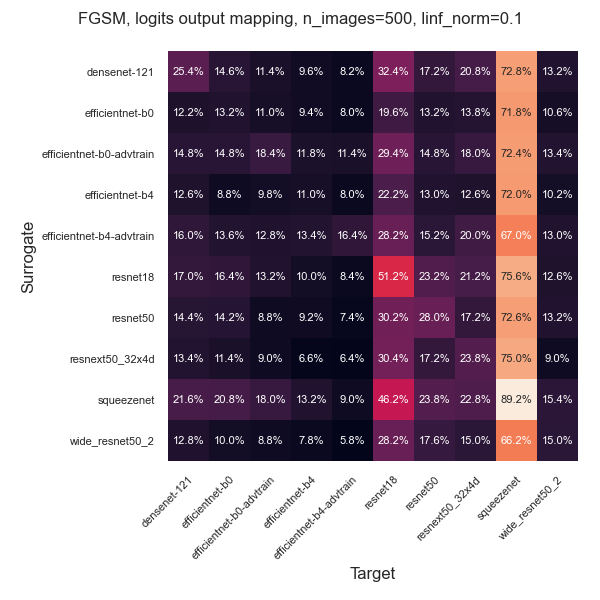 FGSM, logits output mapping, n_images=500, linf_norm=0.1
densenet-121 25.4% 14.6% 11.4% 9.6% 8.2% 32.4% 17.2% 20.8% 72.8% 13.2%
efficientnet-b0 12.2% 13.2% 11.0% 9.4% 8.0% 19.6% 13.2% 13.8% 71.8% 10.6%
efficientnet-b0-advtrain 14.8% 14.8% 18.4% 11.8% 11.4% 29.4% 14.8% 18.0% 72.4% 13.4%
efficientnet-b4 12.6% 8.8% 9.8% 11.0% 8.0% 22.2% 13.0% 12.6% 72.0% 10.2%
efficientnet-b4-advtrain 16.0% 13.6% 12.8% 13.4% 16.4% 28.2% 15.2% 20.0% 67.0% 13.0%
resnet18 17.0% 16.4% 13.2% 10.0% 8.4% 51.2% 23.2% 21.2% 75.6% 12.6%
resnet50 14.4% 14.2% 8.8% 9.2% 7.4% 30.2% 28.0% 17.2% 72.6% 13.2%
resnext50_32x4d 13.4% 11.4% 9.0% 6.6% 6.4% 30.4% 17.2% 23.8% 75.0% 9.0%
squeezenet 21.6% 20.8% 18.0% 13.2% 9.0% 46.2% 23.8% 22.8% 89.2% 15.4%
wide_resnet50_2 12.8% 10.0% 8.8% 7.8% 5.8% 28.2% 17.6% 15.0% 66.2% 15.0%
Surrogate
densenet-121
efficientnet-b0
efficientnet-b0-advtrain
efficientnet-b4
efficientnet-b4-advtrain
resnet18
resnet50
resnext50_32x4d
squeezenet
wide_resnet50_2
Target